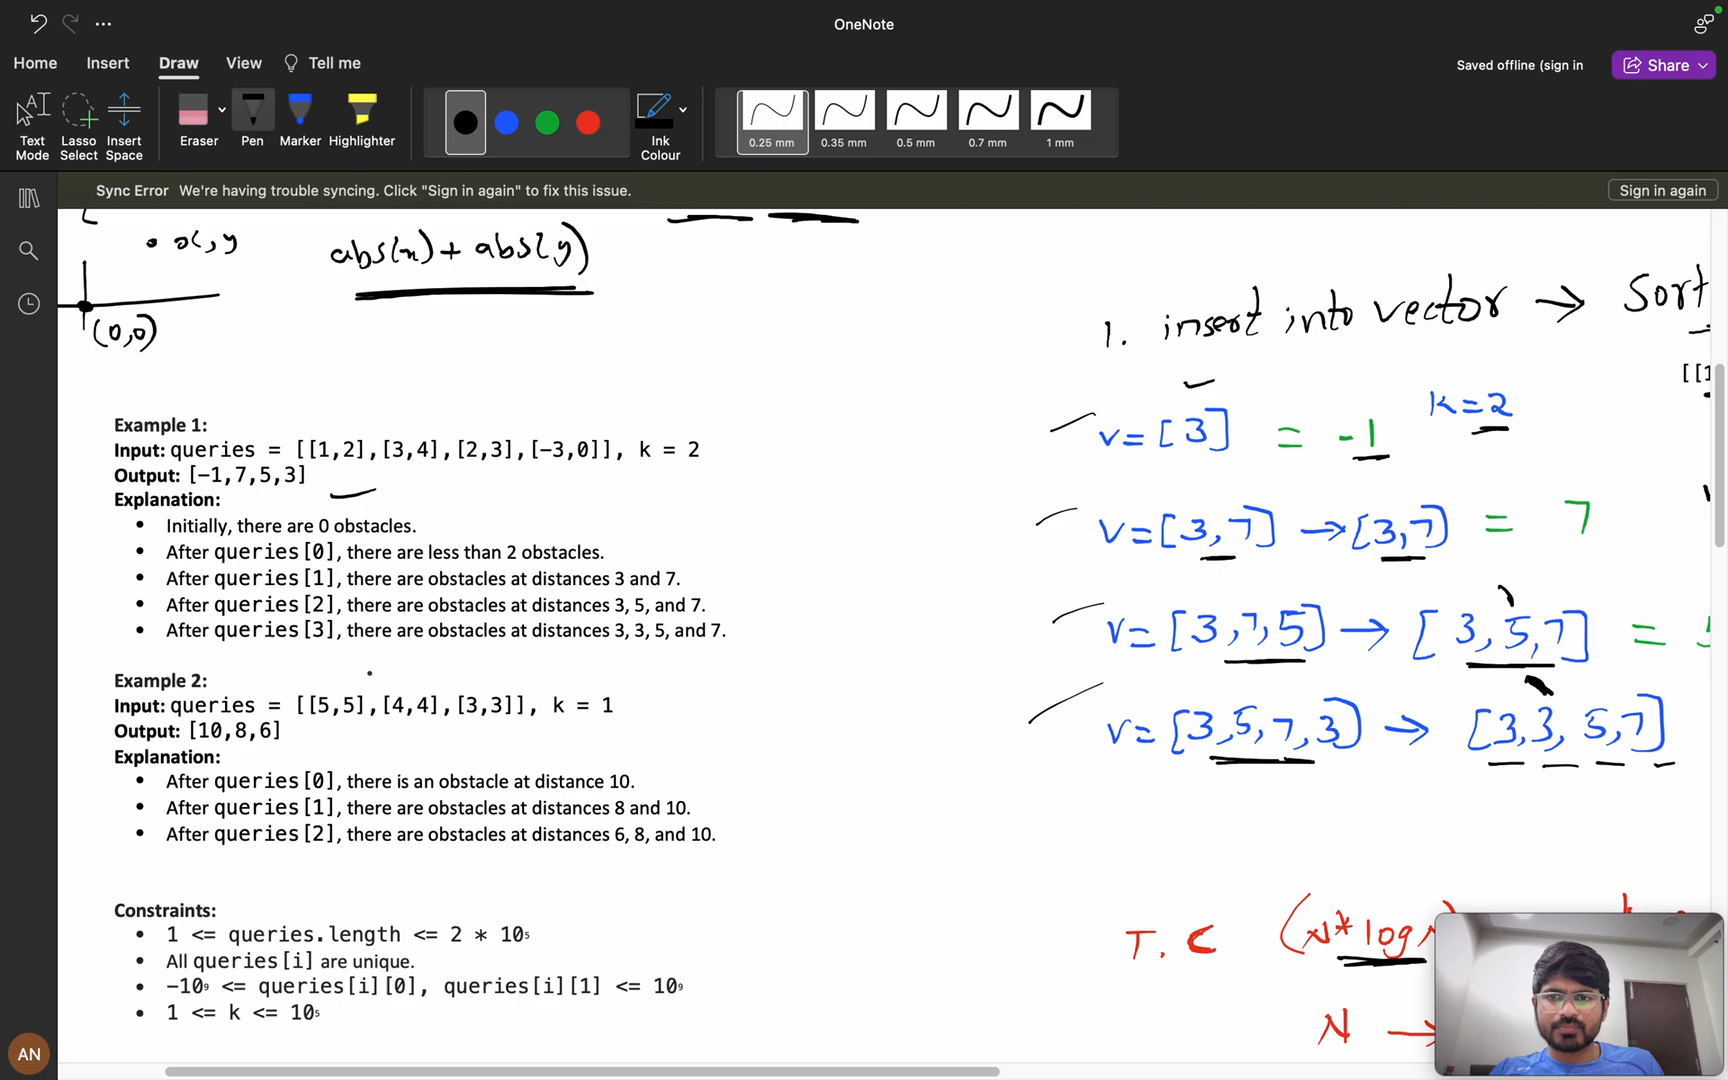 OneNote
Home Insert Draw View Tell me
Saved offline (sign in
Share
Text Mode
Lasso Select
Insert Space
Eraser
Pen
Marker
Highlighter
Ink Colour
0.25 mm
0.35 mm
0.5 mm
0.7 mm
1 mm
Sync Error We're having trouble syncing. Click "Sign in again" to fix this issue.
Sign in again
x,y
abs(x) + abs(y)
(0,0)
1. insert into vector → Sort
[[1
v=[3] = -1 k=2
v=[3,7] → [3,7] = 7
v=[3,7,5] → [3,5,7] =
v=[3,5,7,3] → [3,3,5,7]
T.C (N*log
N →
Example 1:
Input: queries = [[1,2],[3,4],[2,3],[−3,0]], k = 2
Output: [−1,7,5,3]
Explanation:
• Initially, there are 0 obstacles.
• After queries[0], there are less than 2 obstacles.
• After queries[1], there are obstacles at distances 3 and 7.
• After queries[2], there are obstacles at distances 3, 5, and 7.
• After queries[3], there are obstacles at distances 3, 3, 5, and 7.
Example 2:
Input: queries = [[5,5],[4,4],[3,3]], k = 1
Output: [10,8,6]
Explanation:
• After queries[0], there is an obstacle at distance 10.
• After queries[1], there are obstacles at distances 8 and 10.
• After queries[2], there are obstacles at distances 6, 8, and 10.
Constraints:
• 1 <= queries.length <= 2 * 10⁵
• All queries[i] are unique.
• −10⁹ <= queries[i][0], queries[i][1] <= 10⁹
• 1 <= k <= 10⁵
AN